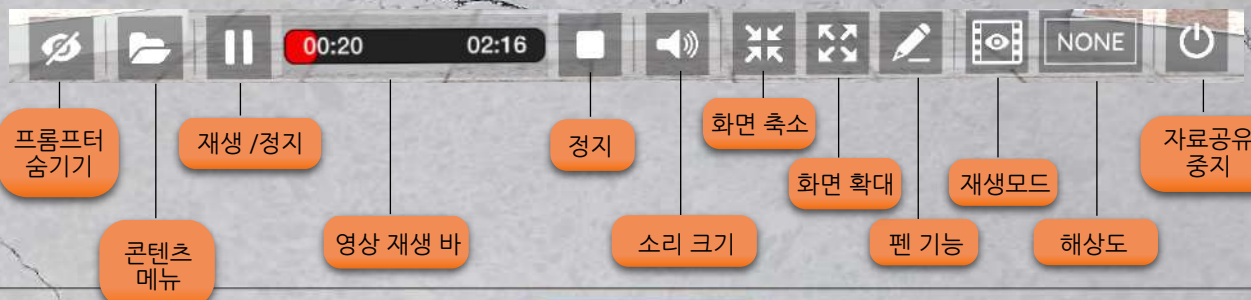 00:20 02:16 NONE
프롬프터
숨기기
재생 /정지
정지
화면 축소
자료공유
중지
화면 확대
재생모드
콘텐츠
메뉴
영상 재생 바
소리 크기
펜 기능
해상도